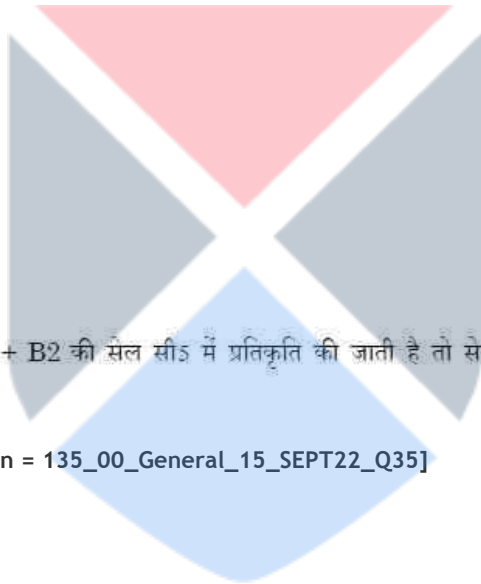 + B2 की सेल सी5 में प्रतिकृति की जाती है तो से
n = 135_00_General_15_SEPT22_Q35]